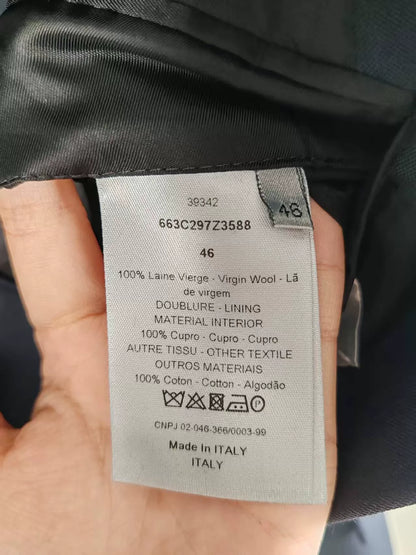 39342
663C297Z3588
46
46
100% Laine Vierge - Virgin Wool - Lã
de virgem
DOUBLURE - LINING
MATERIAL INTERIOR
100% Cupro - Cupro - Cupro
AUTRE TISSU - OTHER TEXTILE
OUTROS MATERIAIS
100% Coton - Cotton - Algodão
P
CNPJ 02-046-366/0003-99
Made in ITALY
ITALY